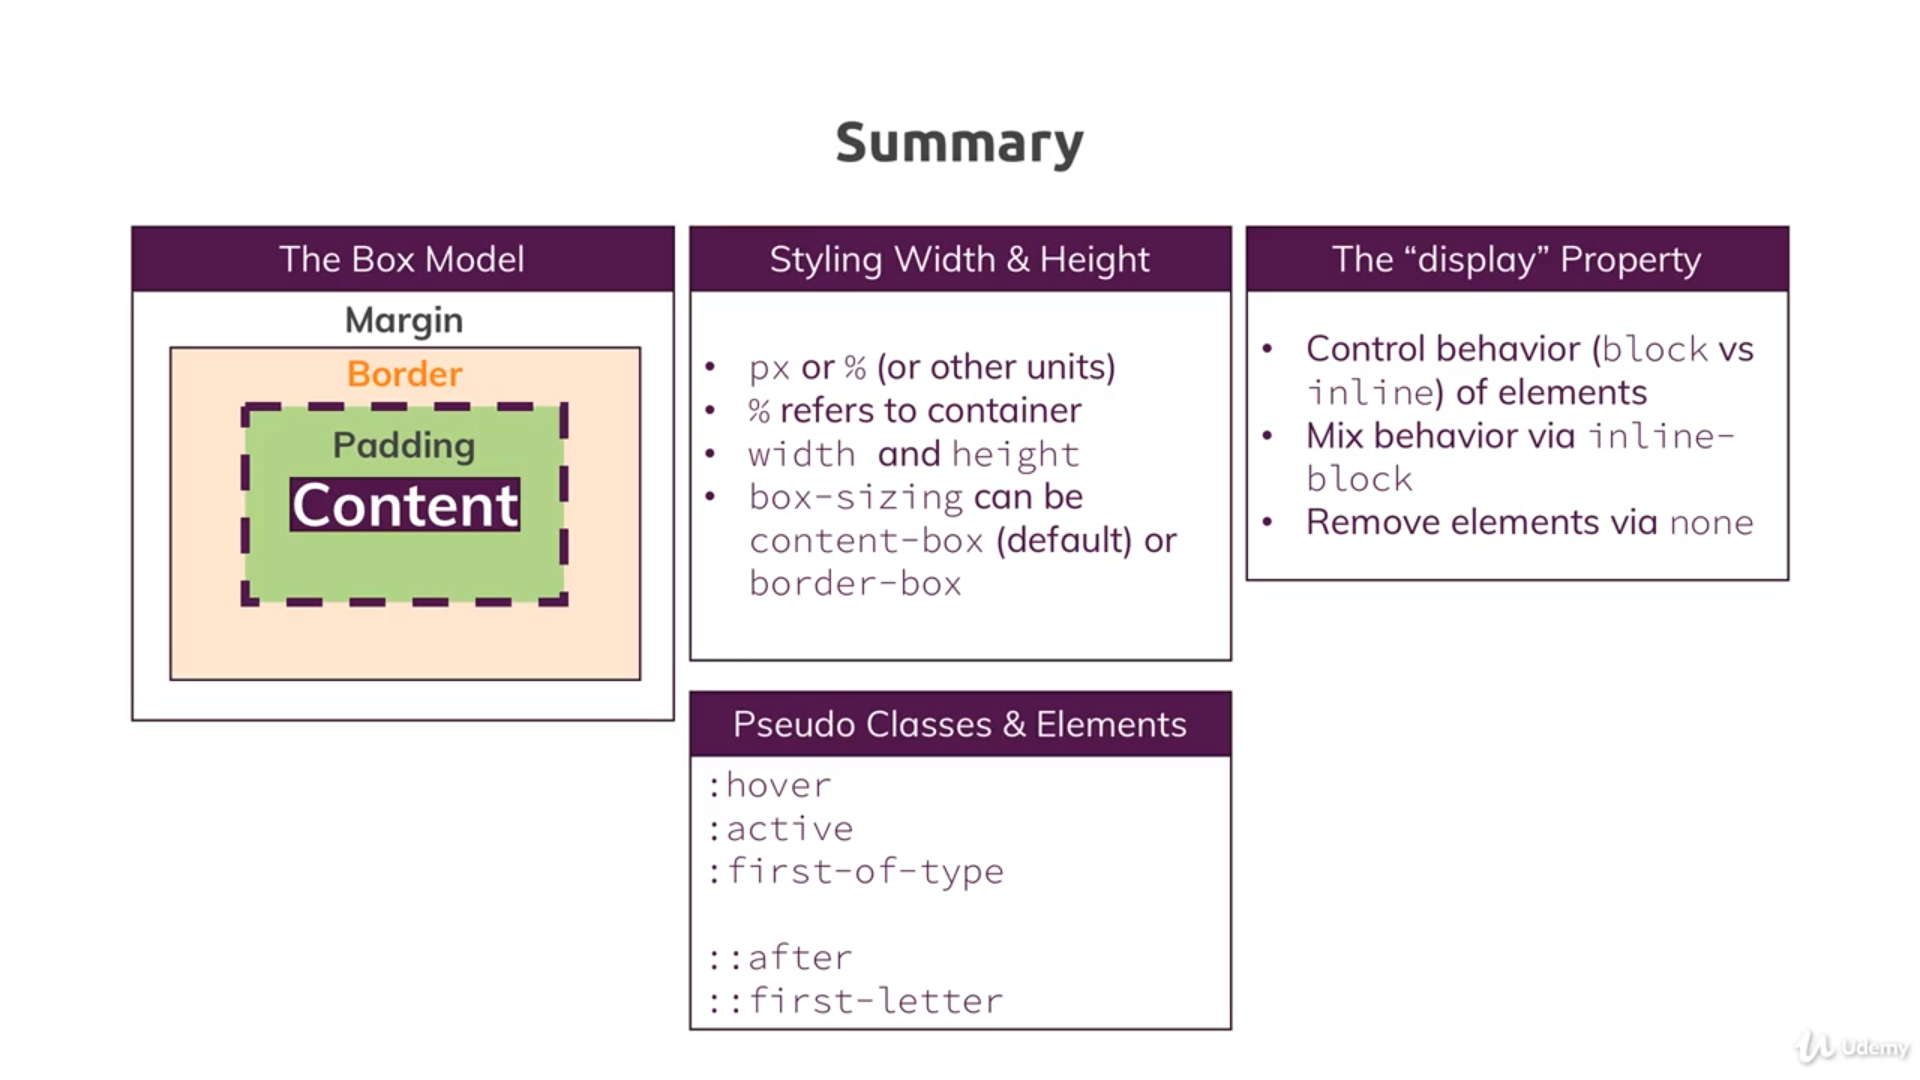 Summary
The Box Model
Margin
Border
Padding
Content
Styling Width & Height
• px or % (or other units)
• % refers to container
• width and height
• box-sizing can be
content-box (default) or
border-box
The “display” Property
• Control behavior (block vs
inline) of elements
• Mix behavior via inline-
block
• Remove elements via none
Pseudo Classes & Elements
:hover
:active
:first-of-type
::after
::first-letter
Udemy